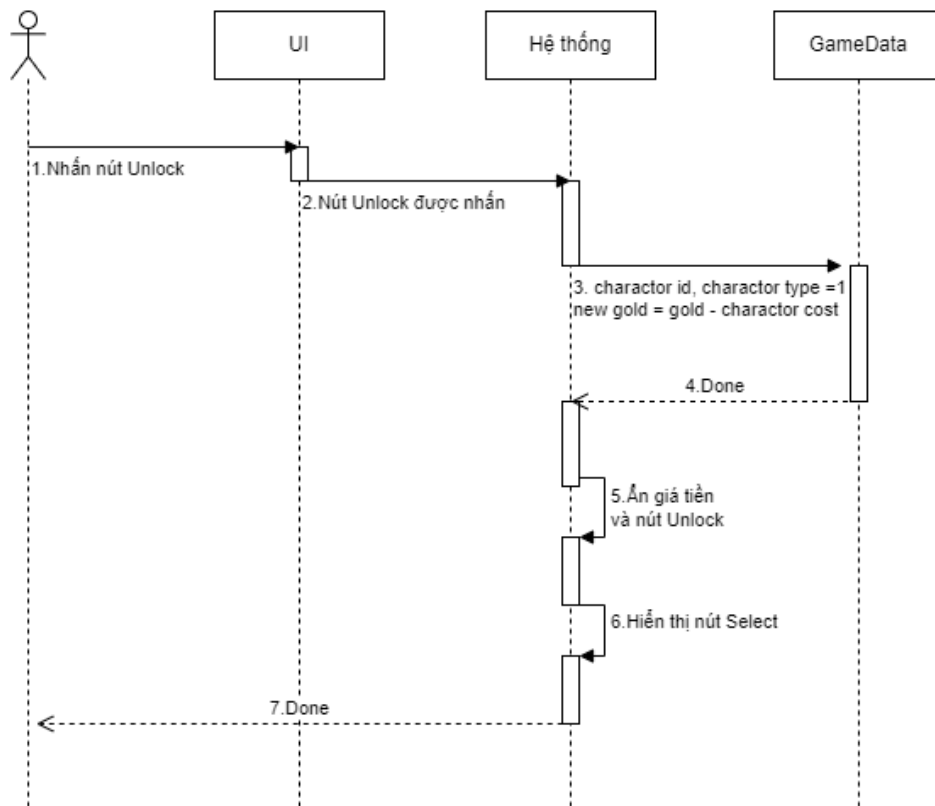 UI
Hệ thống
GameData
1.Nhấn nút Unlock
2.Nút Unlock được nhấn
3. charactor id, charactor type =1
new gold = gold - charactor cost
4.Done
5.Ẩn giá tiền
và nút Unlock
6.Hiển thị nút Select
7.Done